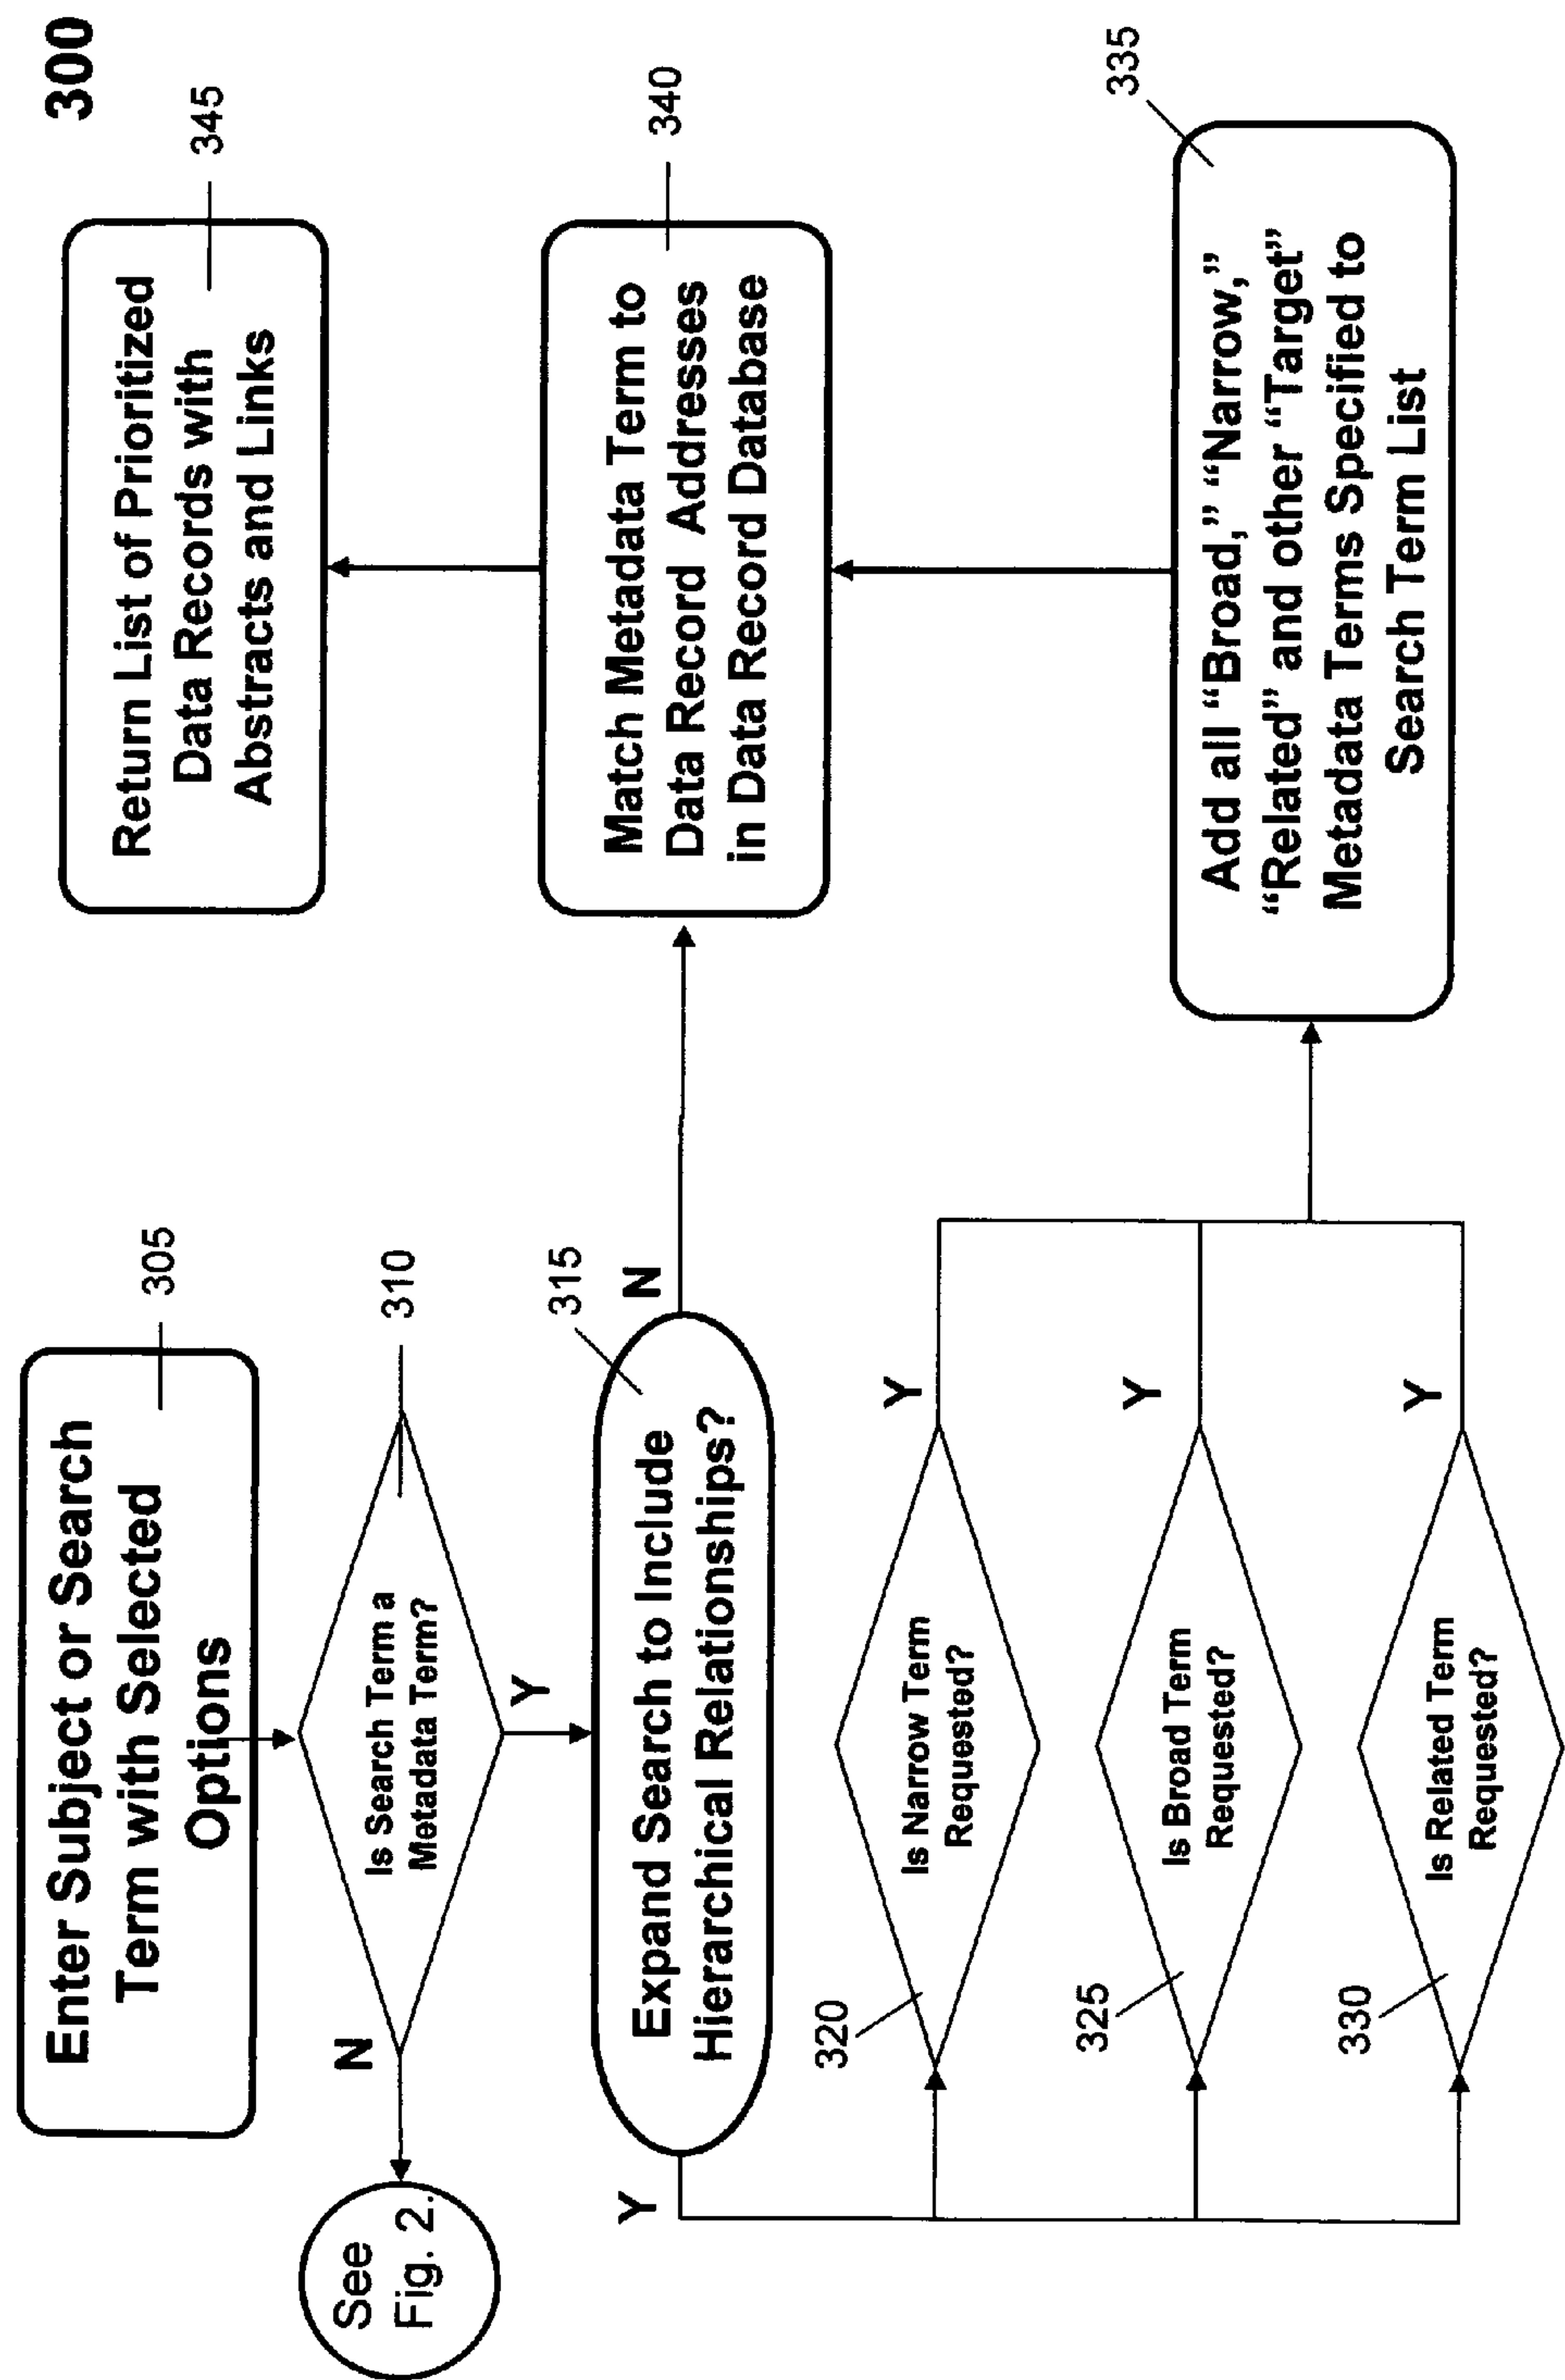 300
Enter Subject or Search
Term with Selected
Options
305
Is Search Term a
Metadata Term?
310
N
See
Fig. 2.
Y
Expand Search to Include
Hierarchical Relationships?
315
N
Y
Is Narrow Term
Requested?
320
Y
Is Broad Term
Requested?
325
Y
Is Related Term
Requested?
330
Y
Return List of Prioritized
Data Records with
Abstracts and Links
345
Match Metadata Term to
Data Record Addresses
in Data Record Database
340
Add all “Broad,” “Narrow,”
“Related” and other “Target”
Metadata Terms Specified to
Search Term List
335